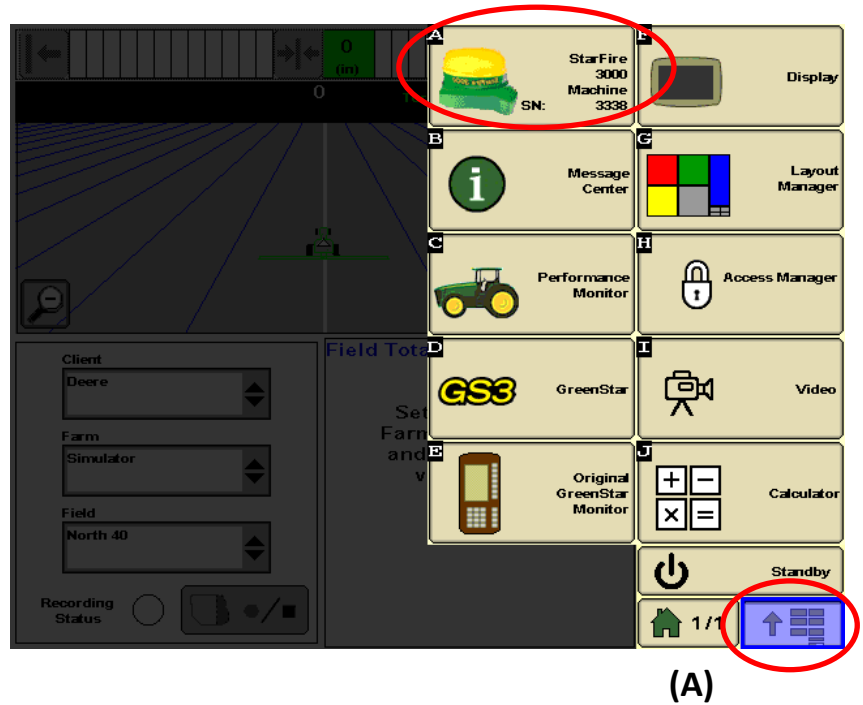 0
(in)
0
A
StarFire
3000
Machine
SN: 3338
F
Display
B
Message
Center
G
Layout
Manager
C
Performance
Monitor
H
Access Manager
D
GS3
GreenStar
I
Video
E
Original
GreenStar
Monitor
J
Calculator
Standby
1/1
Client
Deere
Farm
Simulator
Field
North 40
Recording
Status
Field Tota
Set
Farm
and
v
(A)